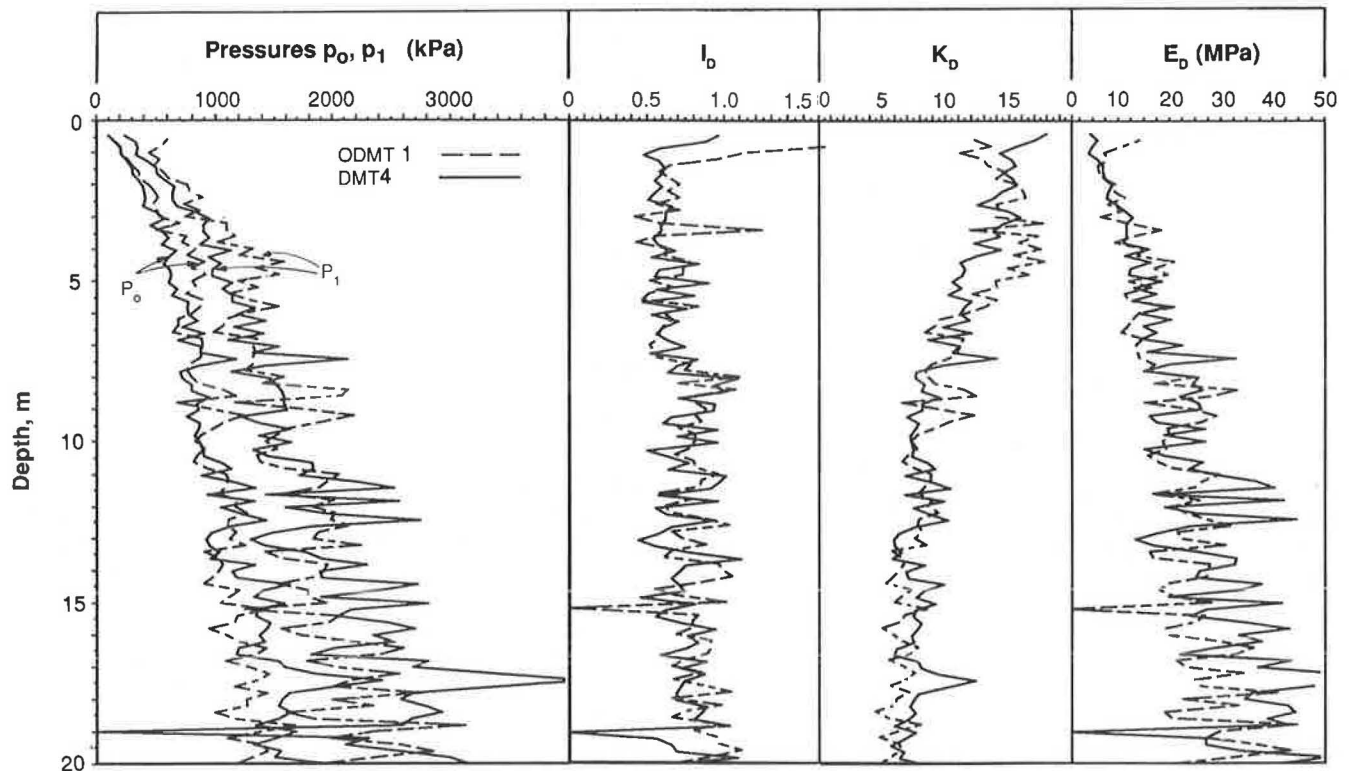 Pressures po, p1 (kPa)
ID
KD
ED (MPa)
0 1000 2000 3000
0 0.5 1.0 1.5
0 5 10 15
0 10 20 30 40 50
0
5
10
15
20
Depth, m
ODMT 1
DMT4
Po
P1